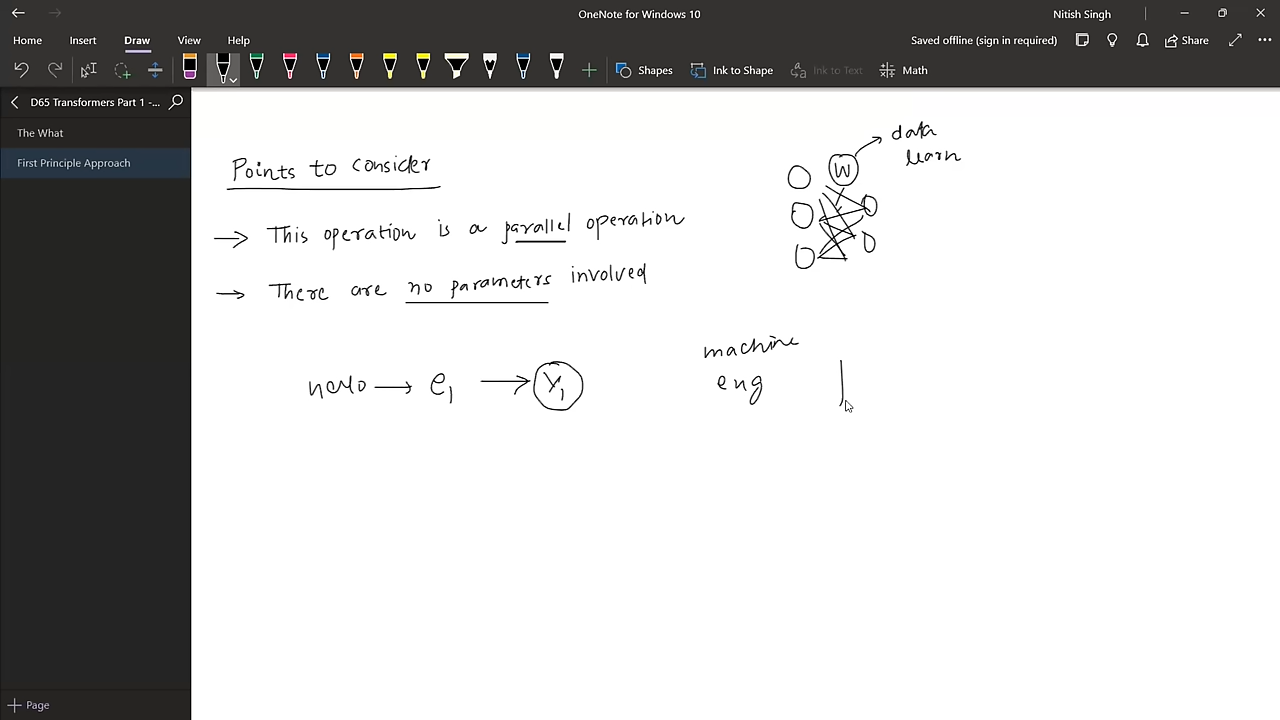 OneNote for Windows 10
Nitish Singh
Home Insert Draw View Help
Saved offline (sign in required)
Share
Shapes
Ink to Shape
Ink to Text
Math
D65 Transformers Part 1 -...
The What
First Principle Approach
Points to consider
→ This operation is a parallel operation
→ There are no parameters involved
W → data
learn
→ e1 → Y1
machine
eng
Page